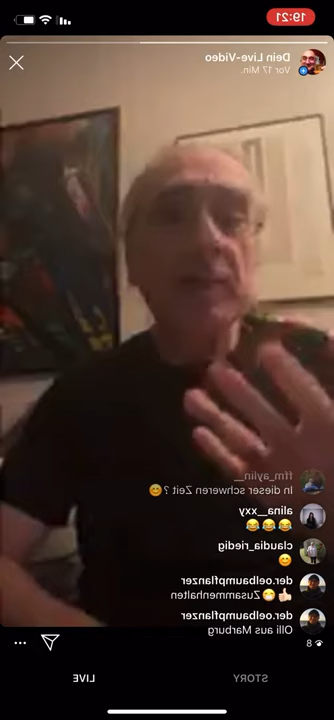 19:21
Dein Live-Video
Vor 17 Min.
ffm_aylin__
In dieser schweren Zeit ?😅
alina__xxy
😂😂😂
claudia_riedig
😊
der.oelbaumpflanzer
👍🏻😁Zusammenhalten
der.oelbaumpflanzer
Olli aus Marburg
8
STORY
LIVE